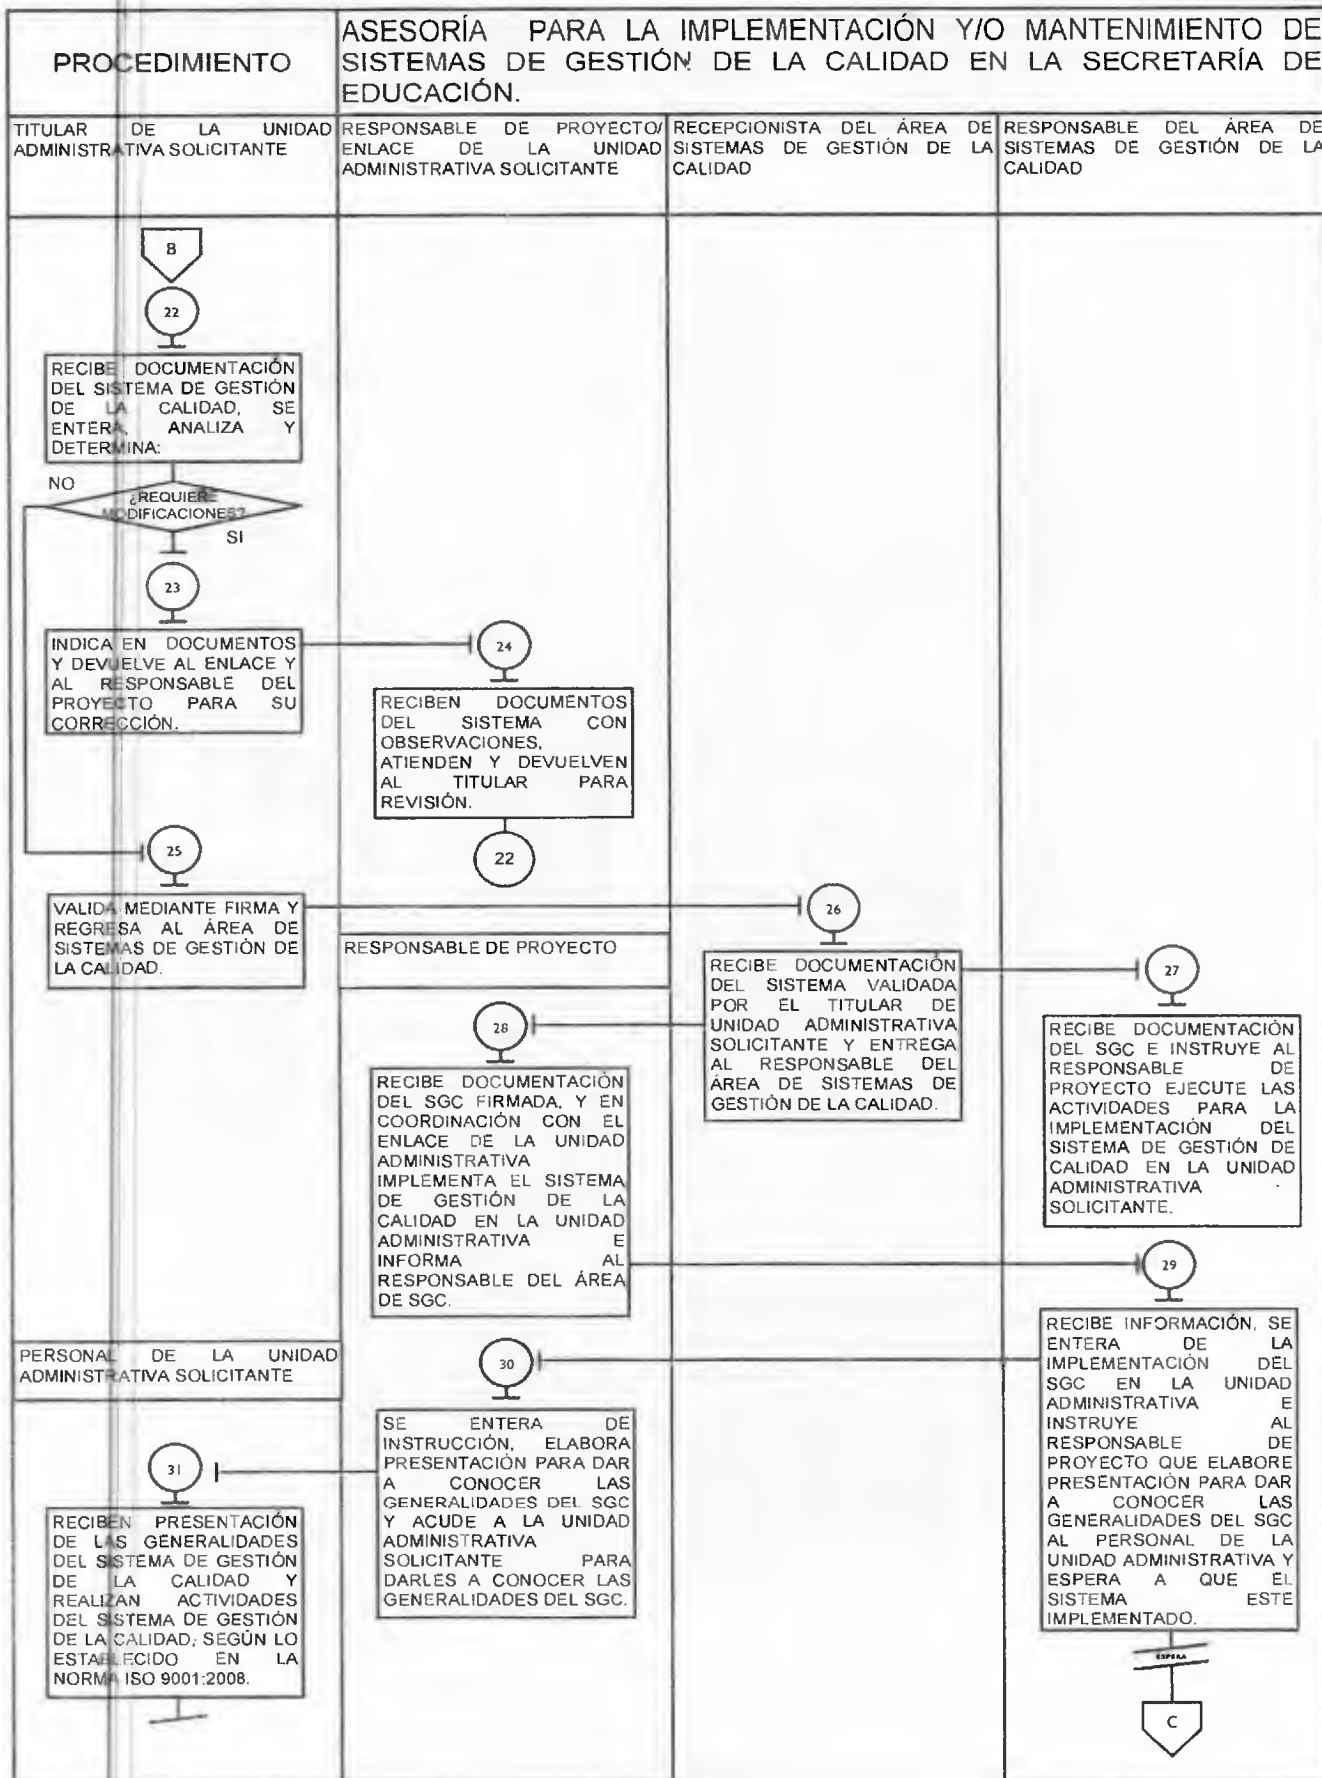 PROCEDIMIENTO
ASESORÍA PARA LA IMPLEMENTACIÓN Y/O MANTENIMIENTO DE
SISTEMAS DE GESTIÓN DE LA CALIDAD EN LA SECRETARÍA DE
EDUCACIÓN.
TITULAR DE LA UNIDAD
ADMINISTRATIVA SOLICITANTE
RESPONSABLE DE PROYECTO/
ENLACE DE LA UNIDAD
ADMINISTRATIVA SOLICITANTE
RECEPCIONISTA DEL ÁREA DE
SISTEMAS DE GESTIÓN DE LA
CALIDAD
RESPONSABLE DEL ÁREA DE
SISTEMAS DE GESTIÓN DE LA
CALIDAD
B
22
RECIBE DOCUMENTACIÓN
DEL SISTEMA DE GESTIÓN
DE LA CALIDAD, SE
ENTERA, ANALIZA Y
DETERMINA:
NO
¿REQUIERE
MODIFICACIONES?
SI
23
INDICA EN DOCUMENTOS
Y DEVUELVE AL ENLACE Y
AL RESPONSABLE DEL
PROYECTO PARA SU
CORRECCIÓN.
24
RECIBEN DOCUMENTOS
DEL SISTEMA CON
OBSERVACIONES,
ATIENDEN Y DEVUELVEN
AL TITULAR PARA
REVISIÓN.
22
25
VALIDA MEDIANTE FIRMA Y
REGRESA AL ÁREA DE
SISTEMAS DE GESTIÓN DE
LA CALIDAD.
RESPONSABLE DE PROYECTO
26
RECIBE DOCUMENTACIÓN
DEL SISTEMA VALIDADA
POR EL TITULAR DE
UNIDAD ADMINISTRATIVA
SOLICITANTE Y ENTREGA
AL RESPONSABLE DEL
ÁREA DE SISTEMAS DE
GESTIÓN DE LA CALIDAD.
27
RECIBE DOCUMENTACIÓN
DEL SGC E INSTRUYE AL
RESPONSABLE DE
PROYECTO EJECUTE LAS
ACTIVIDADES PARA LA
IMPLEMENTACIÓN DEL
SISTEMA DE GESTIÓN DE
CALIDAD EN LA UNIDAD
ADMINISTRATIVA
SOLICITANTE.
28
RECIBE DOCUMENTACIÓN
DEL SGC FIRMADA, Y EN
COORDINACIÓN CON EL
ENLACE DE LA UNIDAD
ADMINISTRATIVA
IMPLEMENTA EL SISTEMA
DE GESTIÓN DE LA
CALIDAD EN LA UNIDAD
ADMINISTRATIVA E
INFORMA AL
RESPONSABLE DEL ÁREA
DE SGC.
29
RECIBE INFORMACIÓN, SE
ENTERA DE LA
IMPLEMENTACIÓN DEL
SGC EN LA UNIDAD
ADMINISTRATIVA E
INSTRUYE AL
RESPONSABLE DE
PROYECTO QUE ELABORE
PRESENTACIÓN PARA DAR
A CONOCER LAS
GENERALIDADES DEL SGC
AL PERSONAL DE LA
UNIDAD ADMINISTRATIVA Y
ESPERA A QUE EL
SISTEMA ESTE
IMPLEMENTADO.
ESPERA
C
30
SE ENTERA DE
INSTRUCCIÓN, ELABORA
PRESENTACIÓN PARA DAR
A CONOCER LAS
GENERALIDADES DEL SGC
Y ACUDE A LA UNIDAD
ADMINISTRATIVA
SOLICITANTE PARA
DARLES A CONOCER LAS
GENERALIDADES DEL SGC.
PERSONAL DE LA UNIDAD
ADMINISTRATIVA SOLICITANTE
31
RECIBEN PRESENTACIÓN
DE LAS GENERALIDADES
DEL SISTEMA DE GESTIÓN
DE LA CALIDAD Y
REALIZAN ACTIVIDADES
DEL SISTEMA DE GESTIÓN
DE LA CALIDAD, SEGÚN LO
ESTABLECIDO EN LA
NORMA ISO 9001:2008.